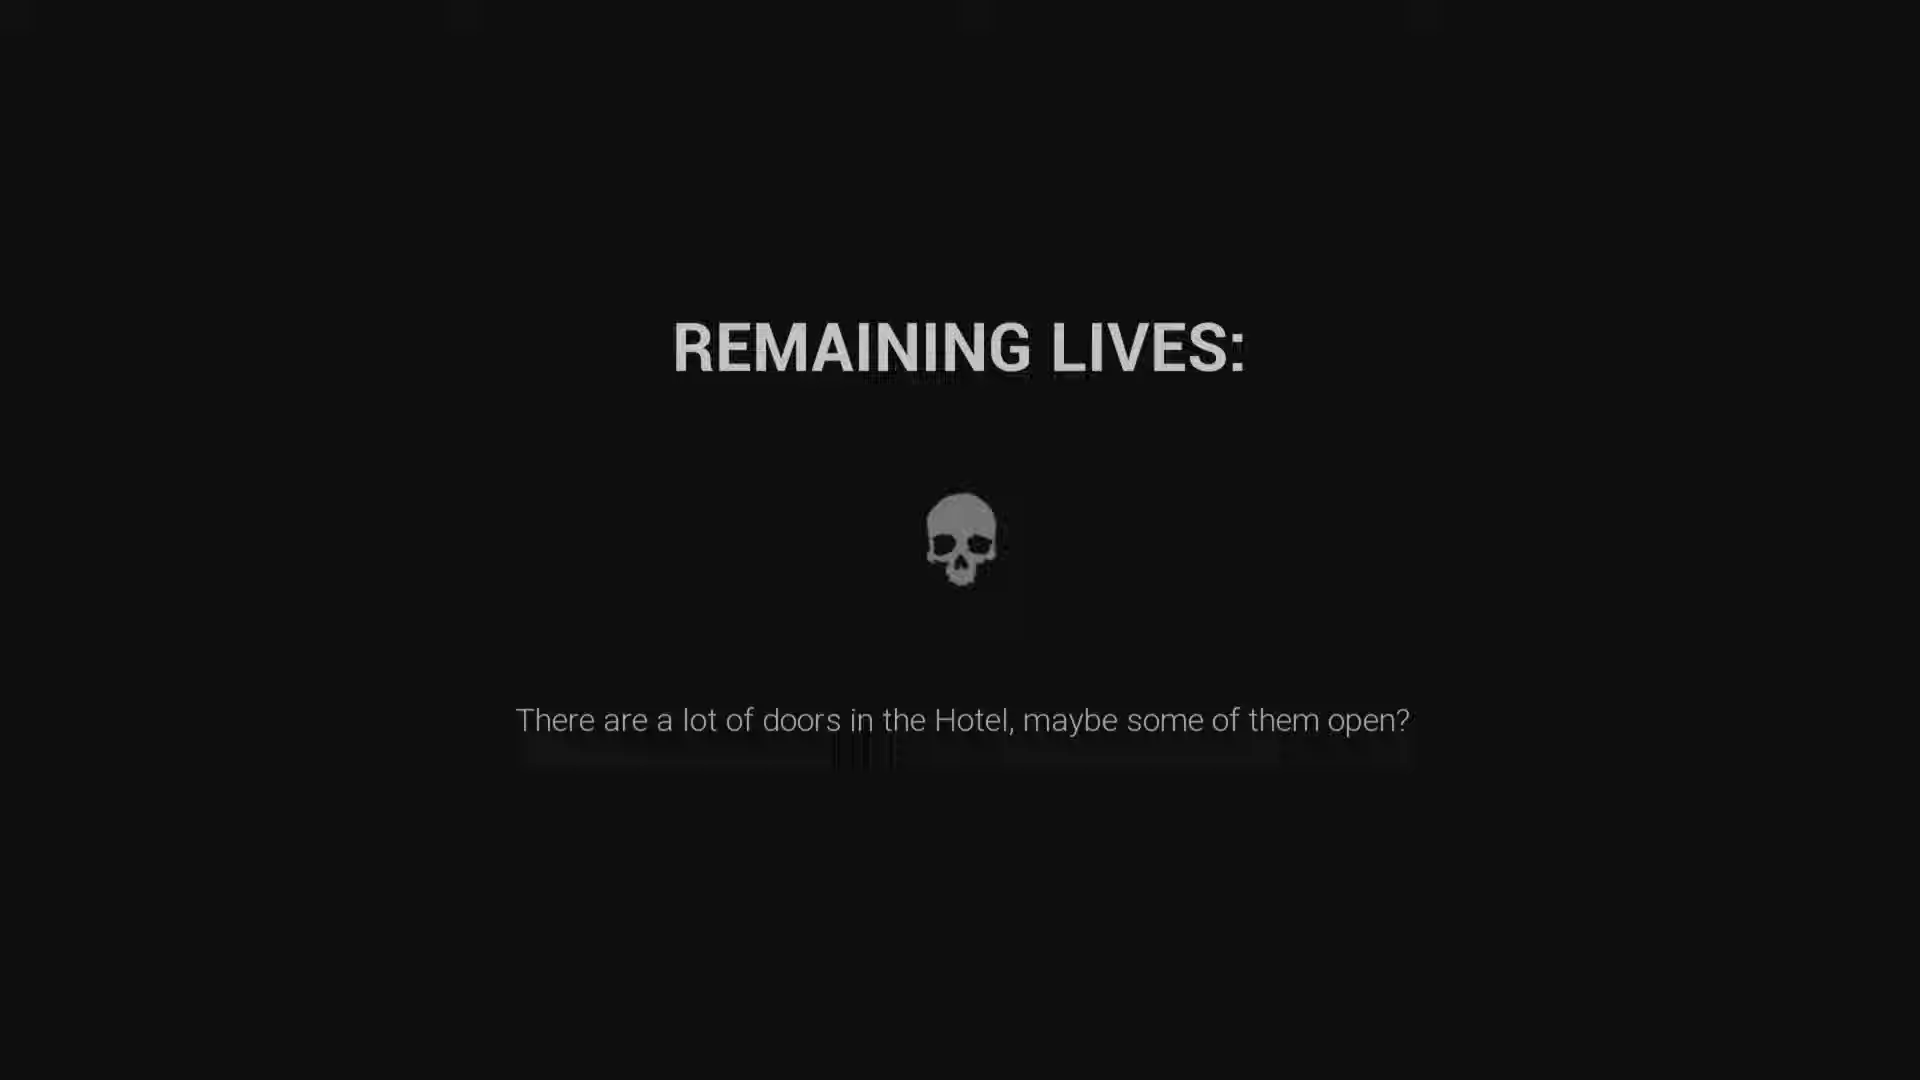 REMAINING LIVES:
There are a lot of doors in the Hotel, maybe some of them open?